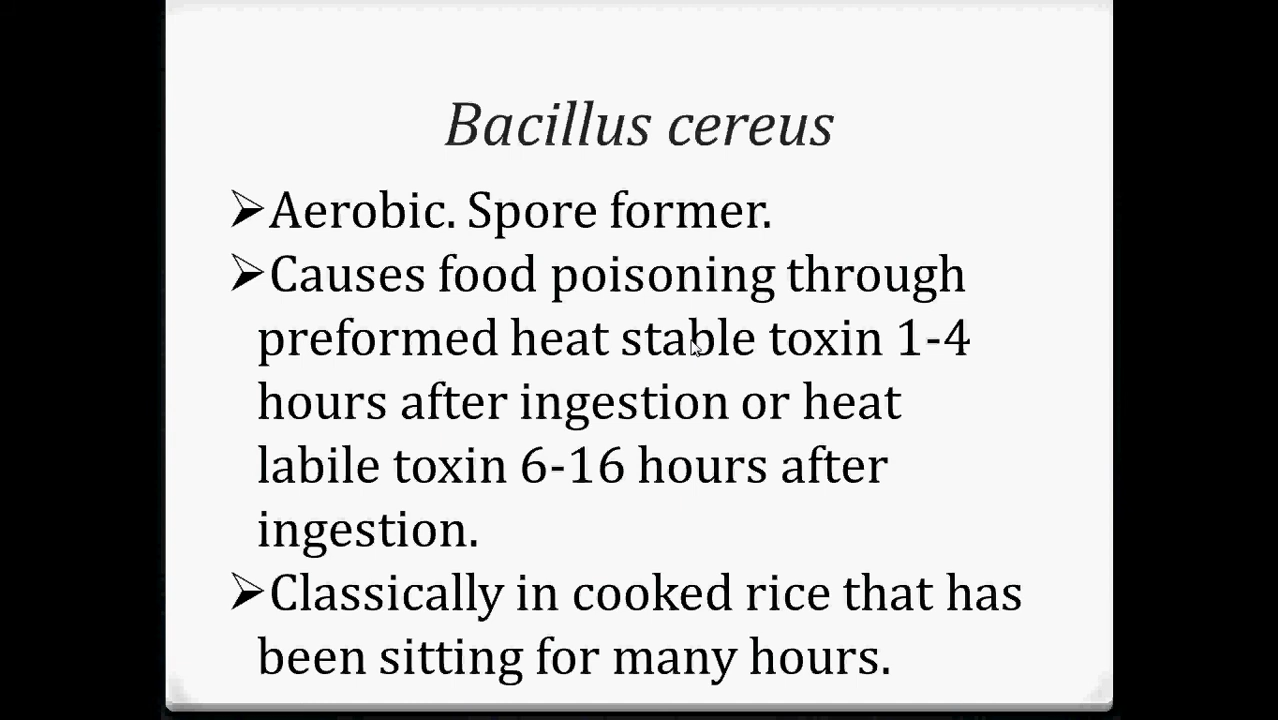 Bacillus cereus
➢Aerobic. Spore former.
➢Causes food poisoning through
preformed heat stable toxin 1-4
hours after ingestion or heat
labile toxin 6-16 hours after
ingestion.
➢Classically in cooked rice that has
been sitting for many hours.